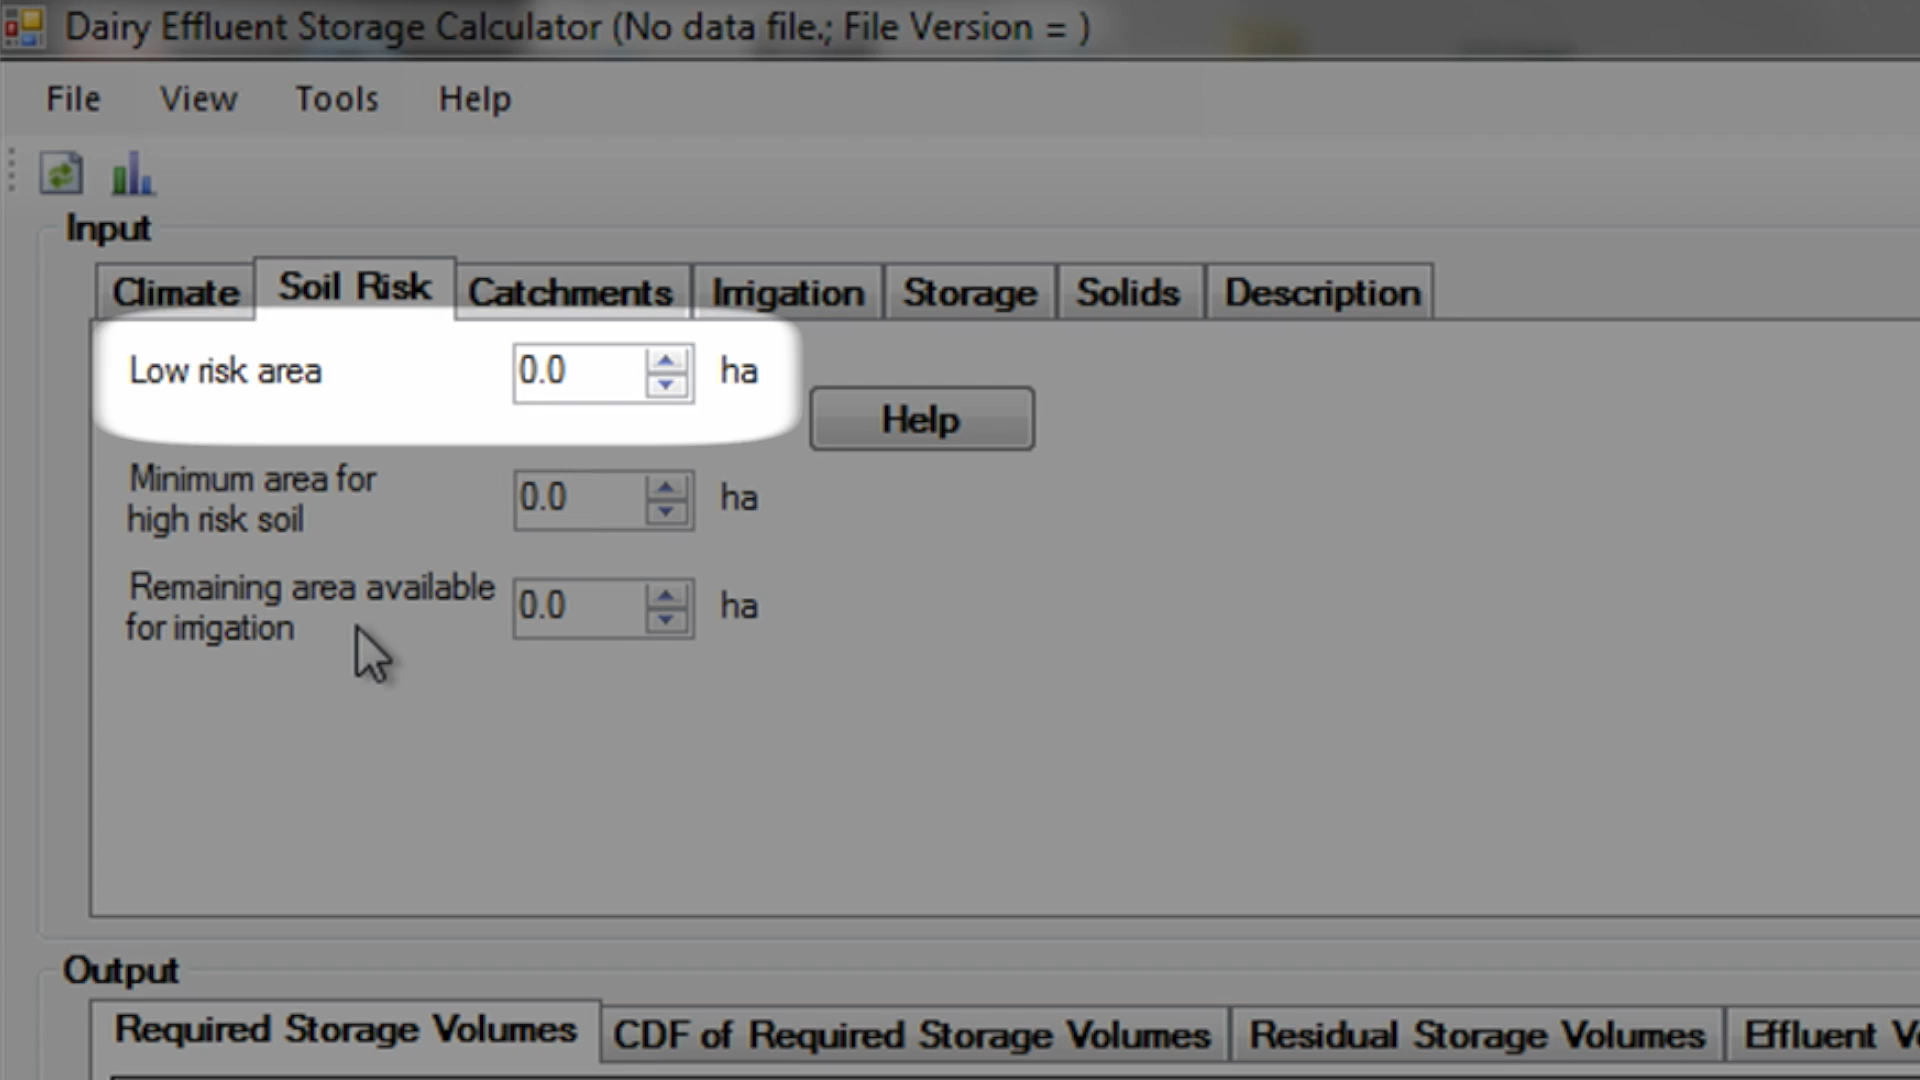 Dairy Effluent Storage Calculator (No data file.; File Version = )
File View Tools Help
Input
Climate Soil Risk Catchments Irrigation Storage Solids Description
Low risk area 0.0 ha
Help
Minimum area for
high risk soil 0.0 ha
Remaining area available
for irrigation 0.0 ha
Output
Required Storage Volumes CDF of Required Storage Volumes Residual Storage Volumes Effluent